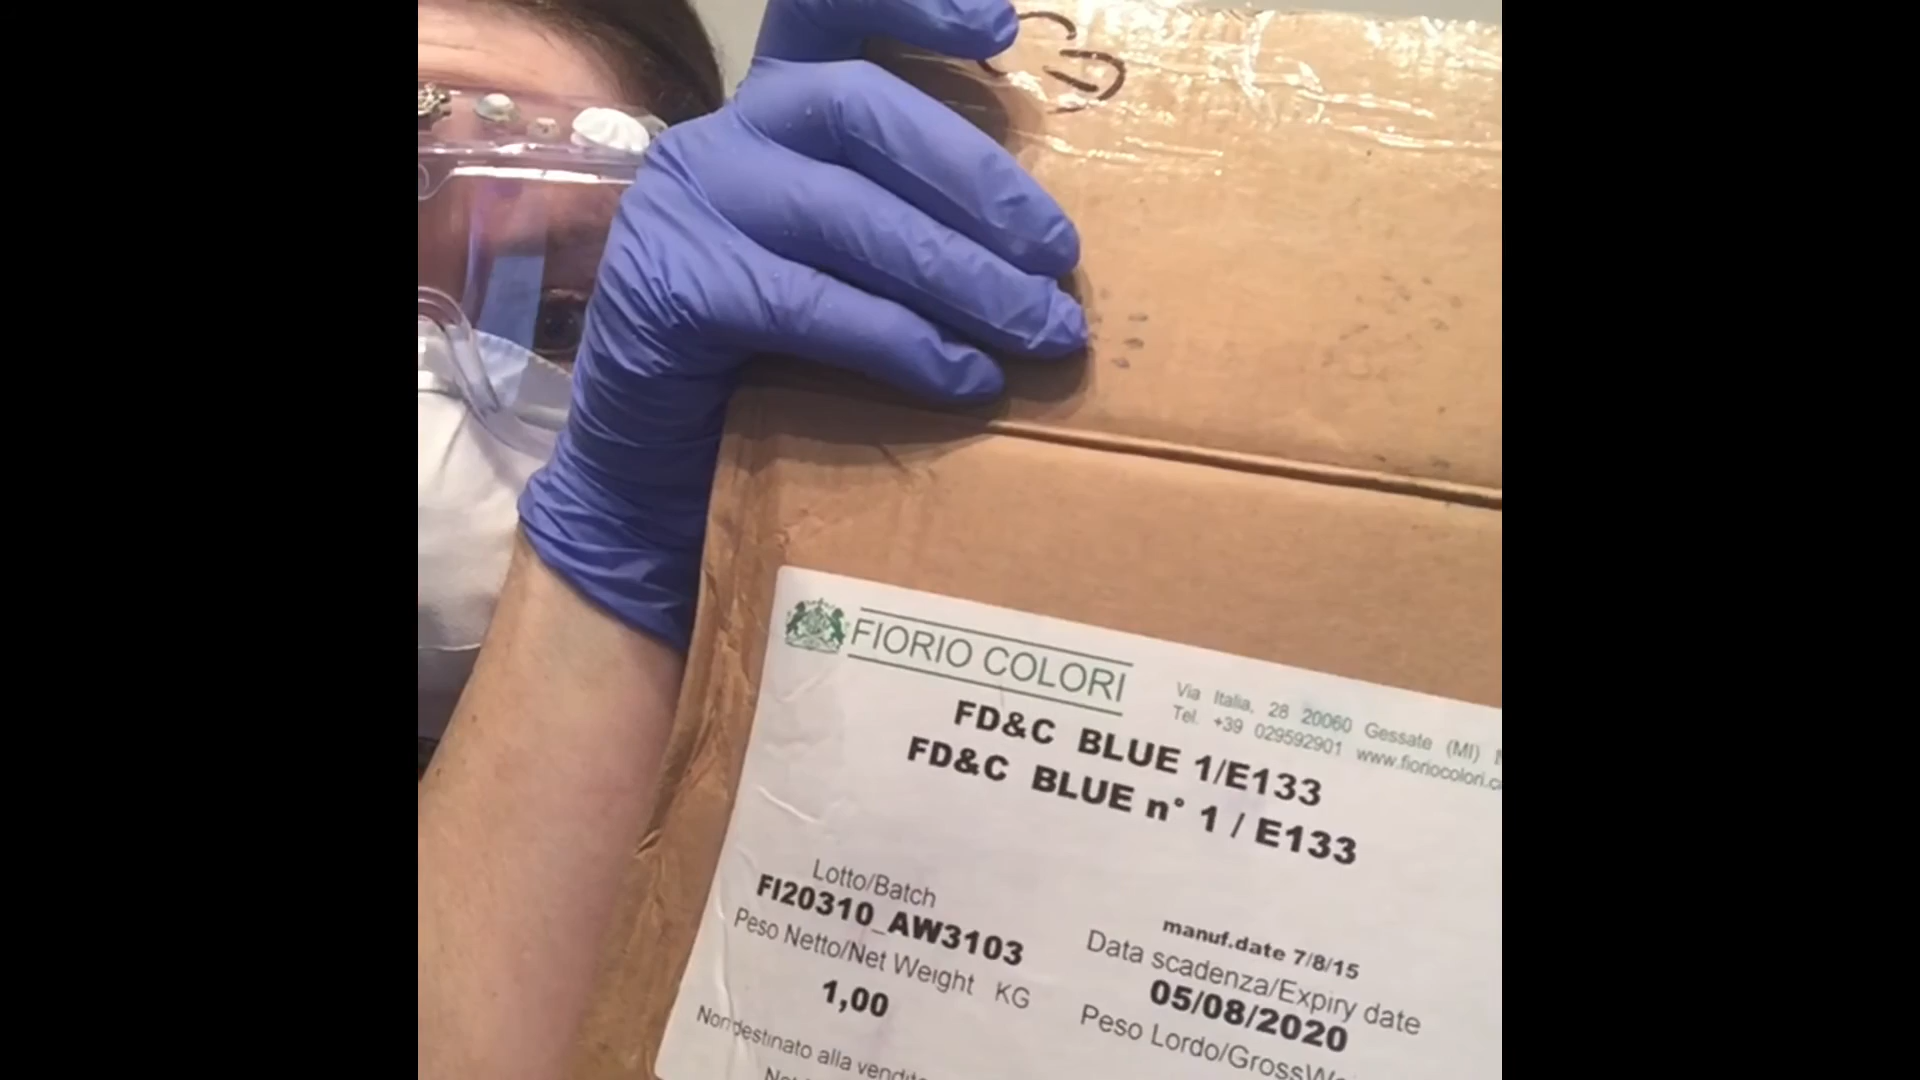 FIORIO COLORI
Via Italia, 28 20060 Gessate (MI)
Tel. +39 029592901 www.fioriocolori.c
FD&C BLUE 1/E133
FD&C BLUE n° 1 / E133
Lotto/Batch
FI20310_AW3103
Peso Netto/Net Weight KG
1,00
manuf.date 7/8/15
Data scadenza/Expiry date
05/08/2020
Peso Lordo/GrossWe
Non destinato alla vendita